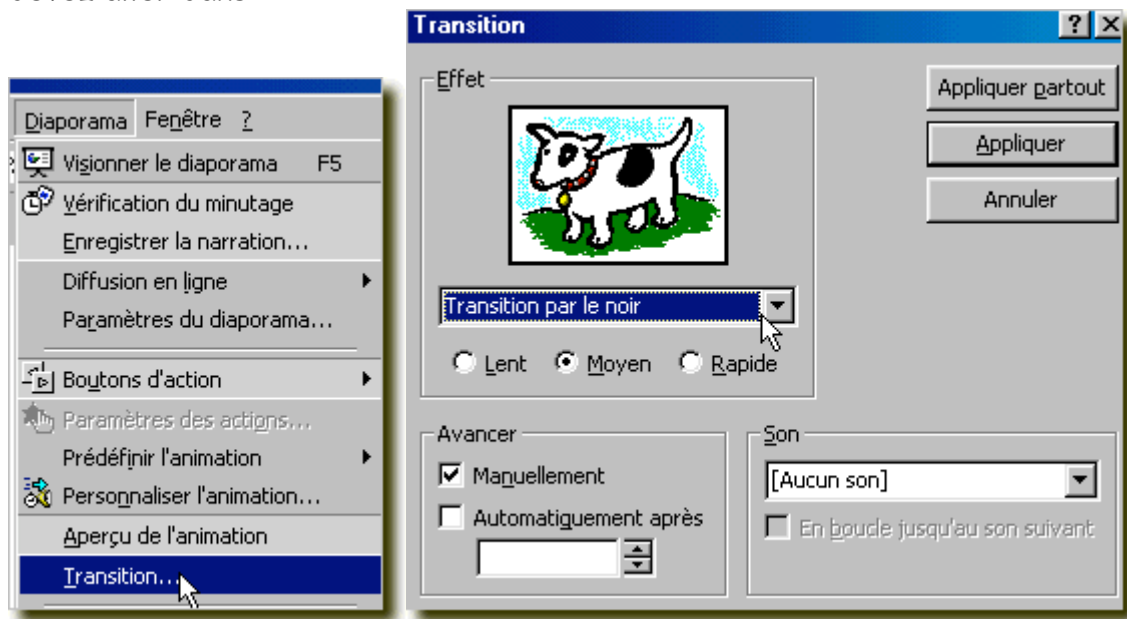 Diaporama Fenêtre ?
Visionner le diaporama F5
Vérification du minutage
Enregistrer la narration...
Diffusion en ligne
Paramètres du diaporama...
Boutons d'action
Paramètres des actions...
Prédéfinir l'animation
Personnaliser l'animation...
Aperçu de l'animation
Transition...
Transition
Effet
Transition par le noir
Lent Moyen Rapide
Appliquer partout
Appliquer
Annuler
Avancer
Manuellement
Automatiquement après
Son
[Aucun son]
En boucle jusqu'au son suivant